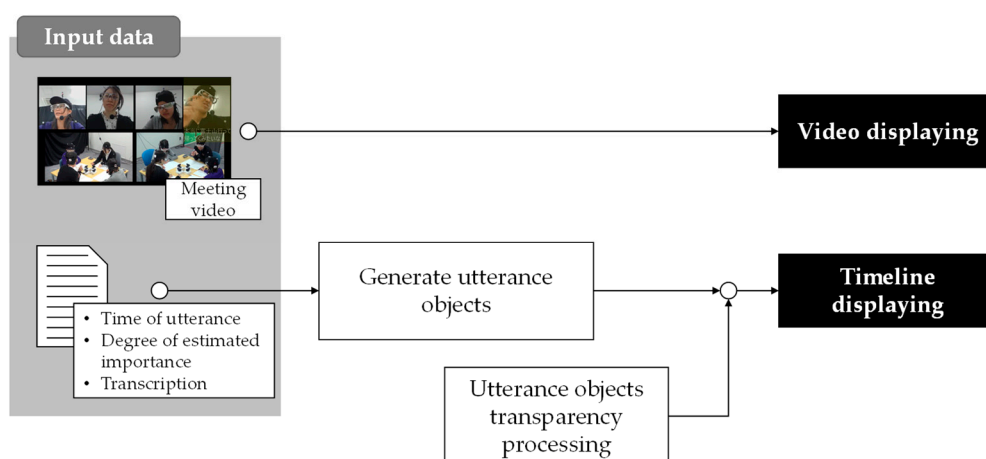 Input data
Meeting
video
Video displaying
• Time of utterance
• Degree of estimated
importance
• Transcription
Generate utterance
objects
Timeline
displaying
Utterance objects
transparency
processing